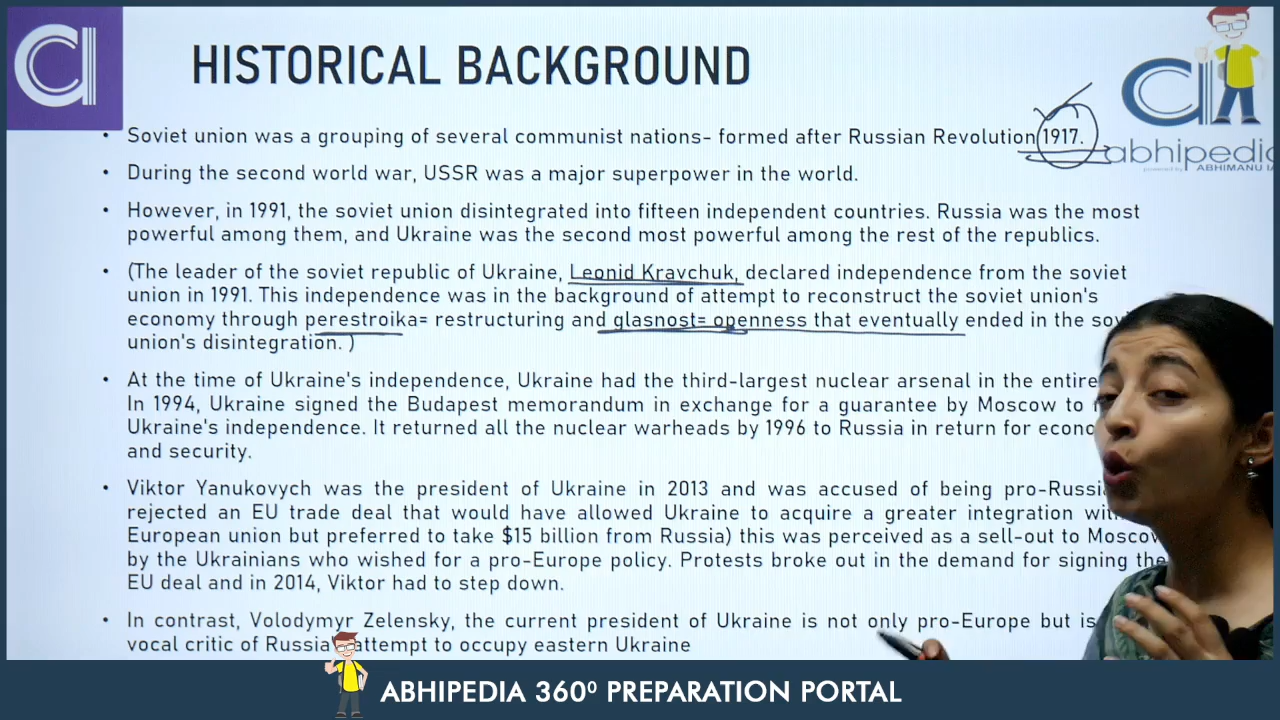 HISTORICAL BACKGROUND
abhipedia
powered by ABHIMANU IA
• Soviet union was a grouping of several communist nations- formed after Russian Revolution 1917.
• During the second world war, USSR was a major superpower in the world.
• However, in 1991, the soviet union disintegrated into fifteen independent countries. Russia was the most
powerful among them, and Ukraine was the second most powerful among the rest of the republics.
• (The leader of the soviet republic of Ukraine, Leonid Kravchuk, declared independence from the soviet
union in 1991. This independence was in the background of attempt to reconstruct the soviet union's
economy through perestroika= restructuring and glasnost= openness that eventually ended in the
union's disintegration. )
• At the time of Ukraine's independence, Ukraine had the third-largest nuclear arsenal in the entire
In 1994, Ukraine signed the Budapest memorandum in exchange for a guarantee by Moscow to
Ukraine's independence. It returned all the nuclear warheads by 1996 to Russia in return for
and security.
• Viktor Yanukovych was the president of Ukraine in 2013 and was accused of being
rejected an EU trade deal that would have allowed Ukraine to acquire a greater integration
European union but preferred to take $15 billion from Russia) this was perceived as a sell-out to Moscow
by the Ukrainians who wished for a pro-Europe policy. Protests broke out in the demand for signing the
EU deal and in 2014, Viktor had to step down.
• In contrast, Volodymyr Zelensky, the current president of Ukraine is not only pro-Europe but is
vocal critic of Russia attempt to occupy eastern Ukraine
ABHIPEDIA 360⁰ PREPARATION PORTAL